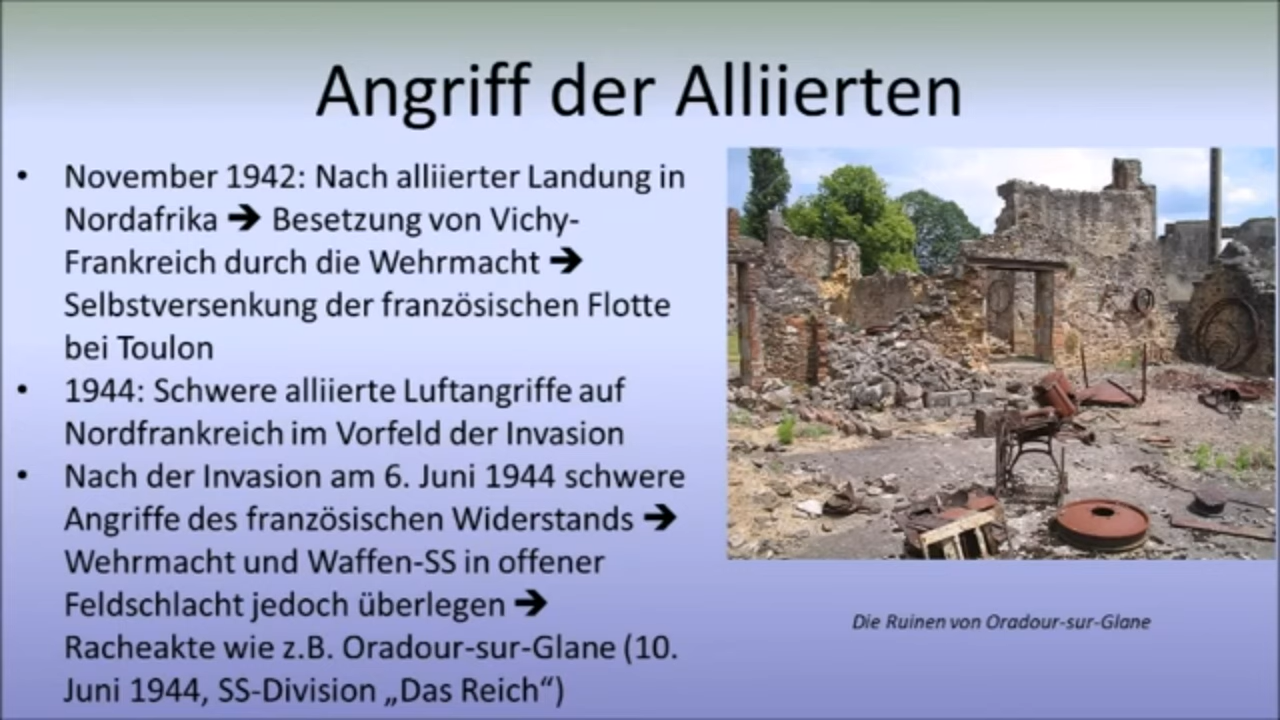 Angriff der Alliierten
• November 1942: Nach alliierter Landung in
Nordafrika ➔ Besetzung von Vichy-
Frankreich durch die Wehrmacht ➔
Selbstversenkung der französischen Flotte
bei Toulon
• 1944: Schwere alliierte Luftangriffe auf
Nordfrankreich im Vorfeld der Invasion
• Nach der Invasion am 6. Juni 1944 schwere
Angriffe des französischen Widerstands ➔
Wehrmacht und Waffen-SS in offener
Feldschlacht jedoch überlegen ➔
Racheakte wie z.B. Oradour-sur-Glane (10.
Juni 1944, SS-Division „Das Reich“)
Die Ruinen von Oradour-sur-Glane